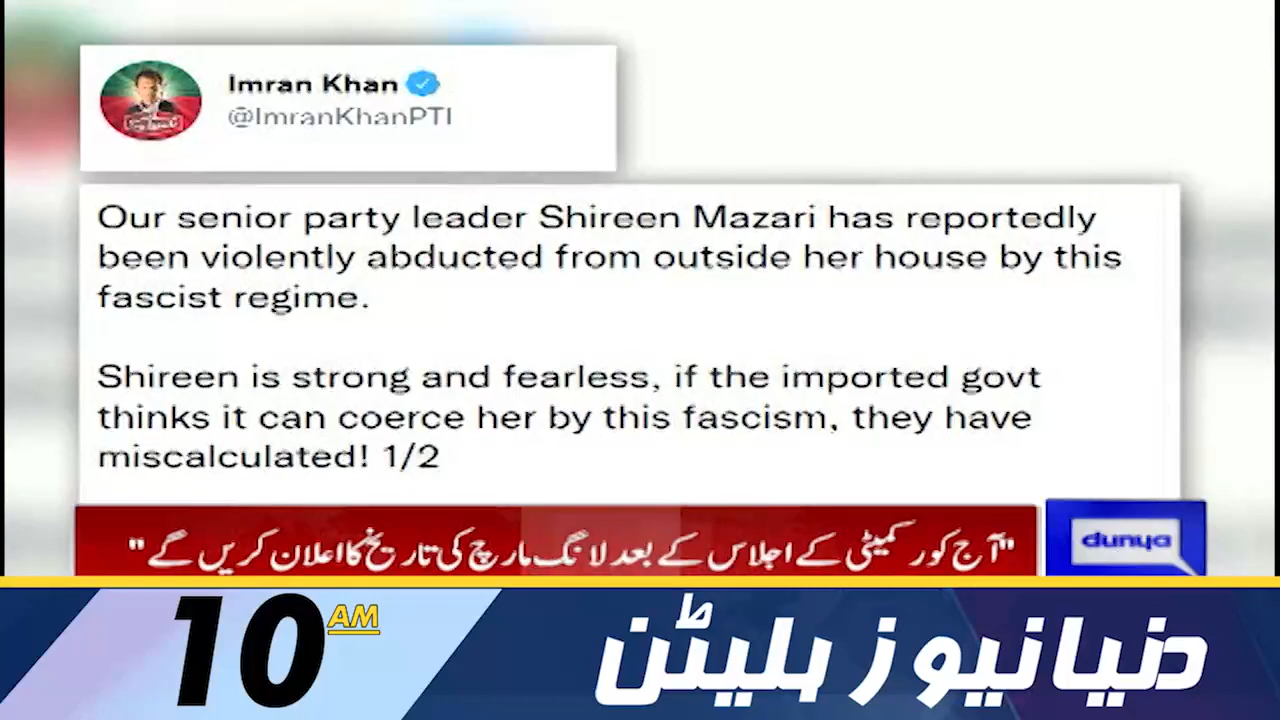 Imran Khan
@ImranKhanPTI
Our senior party leader Shireen Mazari has reportedly
been violently abducted from outside her house by this
fascist regime.
Shireen is strong and fearless, if the imported govt
thinks it can coerce her by this fascism, they have
miscalculated! 1/2
"آج کور کمیٹی کے اجلاس کے بعد لانگ مارچ کی تاریخ کا اعلان کریں گے"
dunya
10 AM
دنیا نیوز بلیٹن